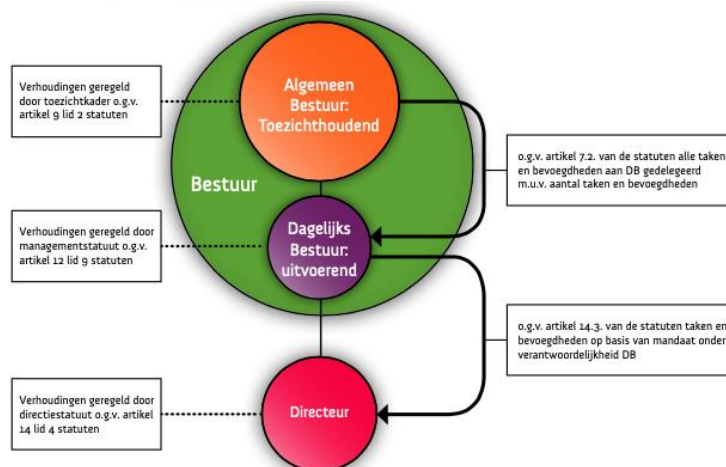 Verhoudingen geregeld
door toezichtkader o.g.v.
artikel 9 lid 2 statuten
Algemeen
Bestuur:
Toezichthoudend
Bestuur
o.g.v. artikel 7.2. van de statuten alle taken
en bevoegdheden aan DB gedelegeerd
m.u.v. aantal taken en bevoegdheden
Verhoudingen geregeld door
managementstatuut o.g.v.
artikel 12 lid 9 statuten
Dagelijks
Bestuur:
uitvoerend
o.g.v. artikel 14.3. van de statuten taken en
bevoegdheden op basis van mandaat onder
verantwoordelijkheid DB
Verhoudingen geregeld door
directiestatuut o.g.v. artikel
14 lid 4 statuten
Directeur